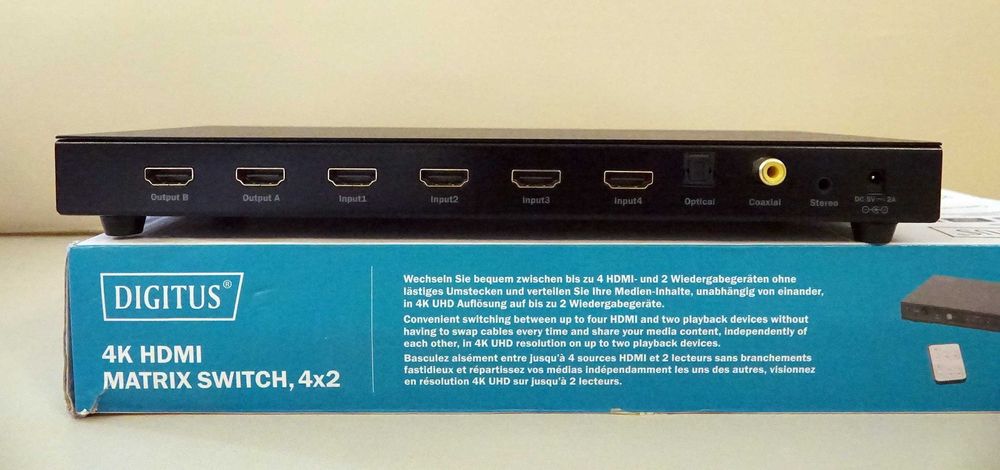 Output B
Output A
Input1
Input2
Input3
Input4
Optical
Coaxial
Stereo
DC 5V⎓2A
DIGITUS®
4K HDMI
MATRIX SWITCH, 4x2
Wechseln Sie bequem zwischen bis zu 4 HDMI- und 2 Wiedergabegeräten ohne
lästiges Umstecken und verteilen Sie Ihre Medien-Inhalte, unabhängig von einander,
in 4K UHD Auflösung auf bis zu 2 Wiedergabegeräte.
Convenient switching between up to four HDMI and two playback devices without
having to swap cables every time and share your media content, independently of
each other, in 4K UHD resolution on up to two playback devices.
Basculez aisément entre jusqu'à 4 sources HDMI et 2 lecteurs sans branchements
fastidieux et répartissez vos médias indépendamment les uns des autres, visionnez
en résolution 4K UHD sur jusqu'à 2 lecteurs.